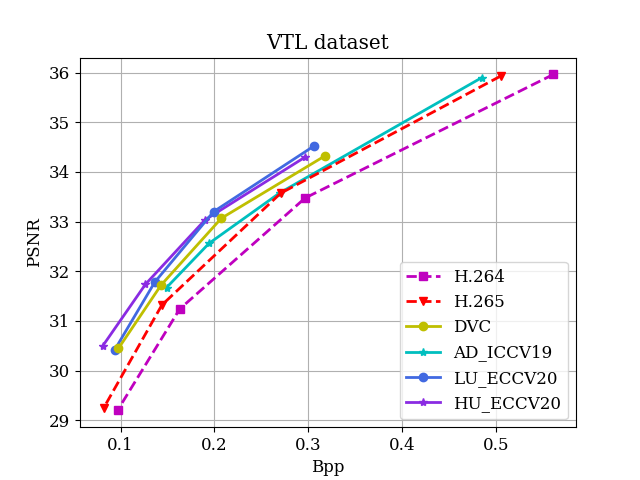 VTL dataset
36
35
34
33
32
31
30
29
PSNR
0.1
0.2
0.3
0.4
0.5
Bpp
H.264
H.265
DVC
AD_ICCV19
LU_ECCV20
HU_ECCV20